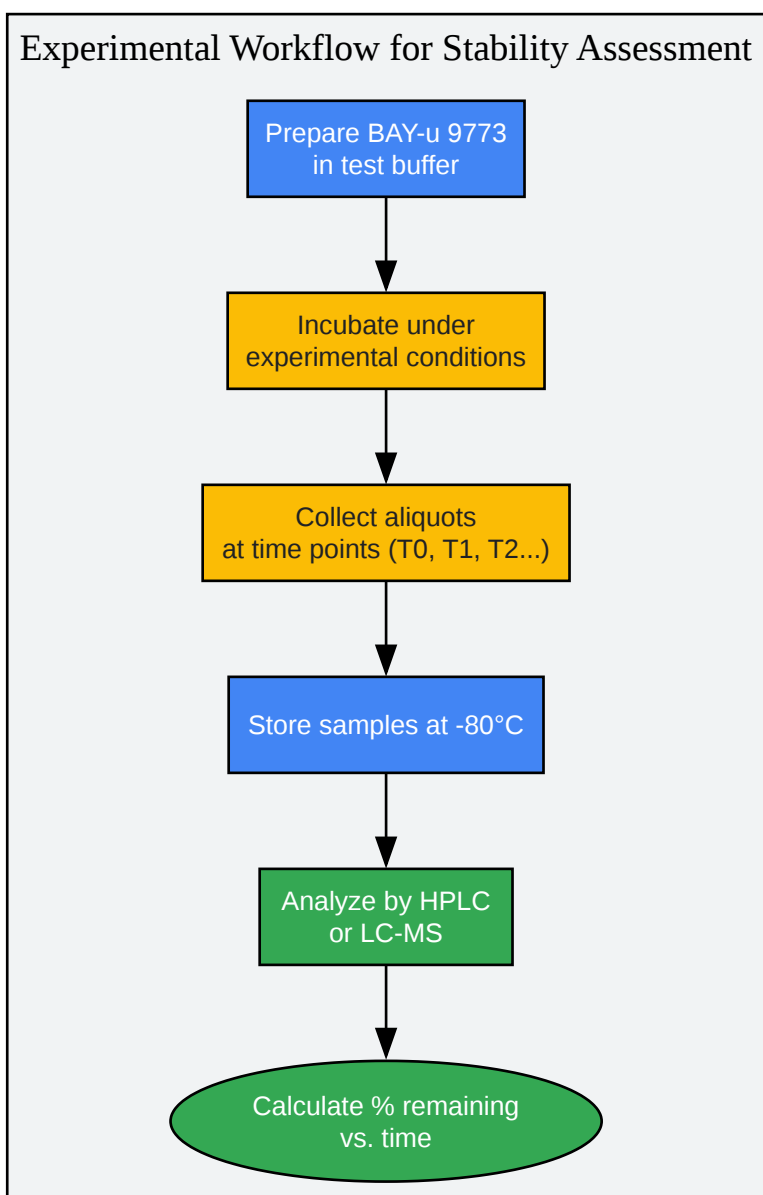 Experimental Workflow for Stability Assessment
Prepare BAY-u 9773
in test buffer
Incubate under
experimental conditions
Collect aliquots
at time points (T0, T1, T2...)
Store samples at -80°C
Analyze by HPLC
or LC-MS
Calculate % remaining
vs. time